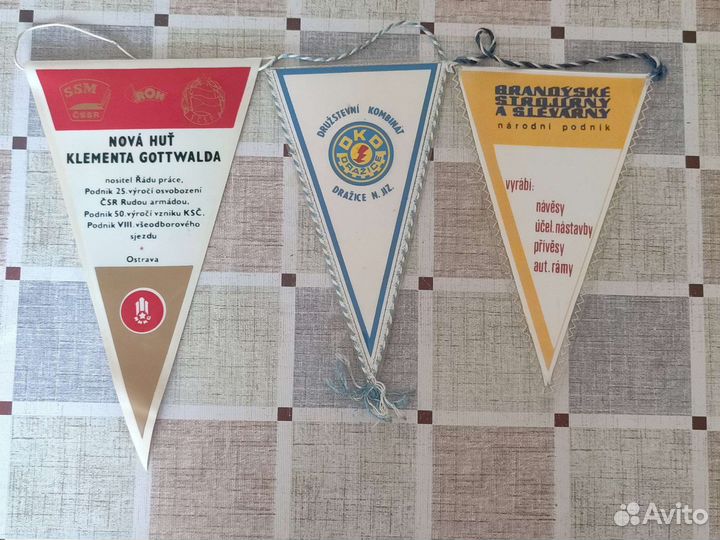 SSM
ČSSR
ROH
NOVÁ HUŤ
KLEMENTA GOTTWALDA
nositel Řádu práce,
Podnik 25. výročí osvobození
ČSR Rudou armádou.
Podnik 50. výročí vzniku KSČ.
Podnik VIII. všeodborového
sjezdu
Ostrava
DRUŽSTEVNÍ KOMBINÁT
DKD
DRAŽICE
DRAŽICE N. JIZ.
BRANDÝSKÉ
STROJÍRNY
A SLÉVÁRNY
národní podnik
vyrábí:
návěsy
účel. nástavby
přívěsy
aut. rámy
Avito